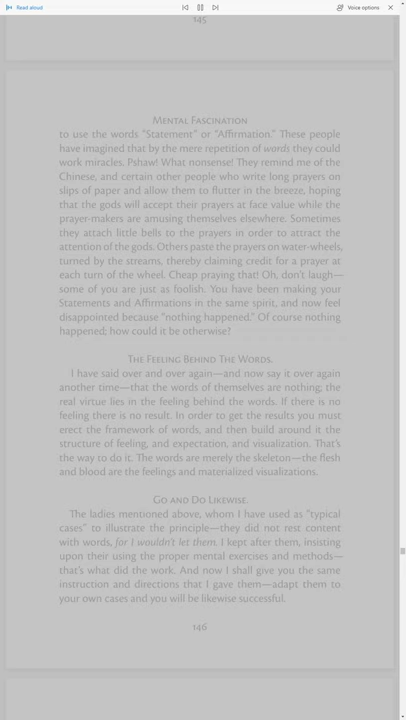 Read aloud
Voice options
145
Mental Fascination
to use the words “Statement” or “Affirmation.” These people
have imagined that by the mere repetition of words they could
work miracles. Pshaw! What nonsense! They remind me of the
Chinese, and certain other people who write long prayers on
slips of paper and allow them to flutter in the breeze, hoping
that the gods will accept their prayers at face value while the
prayer-makers are amusing themselves elsewhere. Sometimes
they attach little bells to the prayers in order to attract the
attention of the gods. Others paste the prayers on water-wheels,
turned by the streams, thereby claiming credit for a prayer at
each turn of the wheel. Cheap praying that! Oh, don’t laugh—
some of you are just as foolish. You have been making your
Statements and Affirmations in the same spirit, and now feel
disappointed because “nothing happened.” Of course nothing
happened; how could it be otherwise?
The Feeling Behind The Words.
I have said over and over again—and now say it over again
another time—that the words of themselves are nothing; the
real virtue lies in the feeling behind the words. If there is no
feeling there is no result. In order to get the results you must
erect the framework of words, and then build around it the
structure of feeling, and expectation, and visualization. That’s
the way to do it. The words are merely the skeleton—the flesh
and blood are the feelings and materialized visualizations.
Go and Do Likewise.
The ladies mentioned above, whom I have used as “typical
cases” to illustrate the principle—they did not rest content
with words, for I wouldn’t let them. I kept after them, insisting
upon their using the proper mental exercises and methods—
that’s what did the work. And now I shall give you the same
instruction and directions that I gave them—adapt them to
your own cases and you will be likewise successful.
146